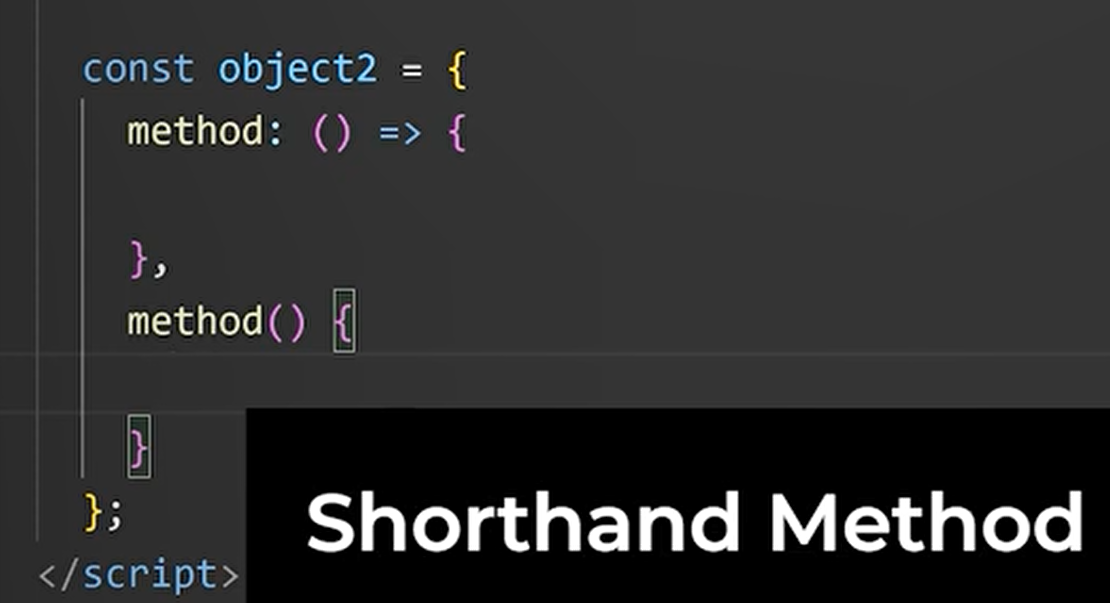 const object2 = {
method: () => {
},
method() {
}
};
</script>
Shorthand Method